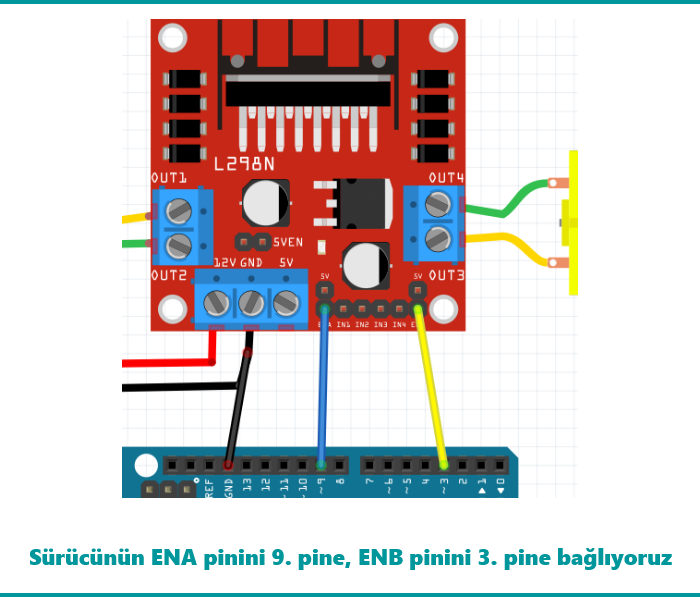 L298N
OUT1
OUT4
5VEN
OUT2
12V GND 5V
OUT3
5V
5V
IN1 IN2 IN3 IN4
REF
GND
13
12
~11
~10
~9
8
7
~6
~5
4
~3
2
1
0
Sürücünün ENA pinini 9. pine, ENB pinini 3. pine bağlıyoruz